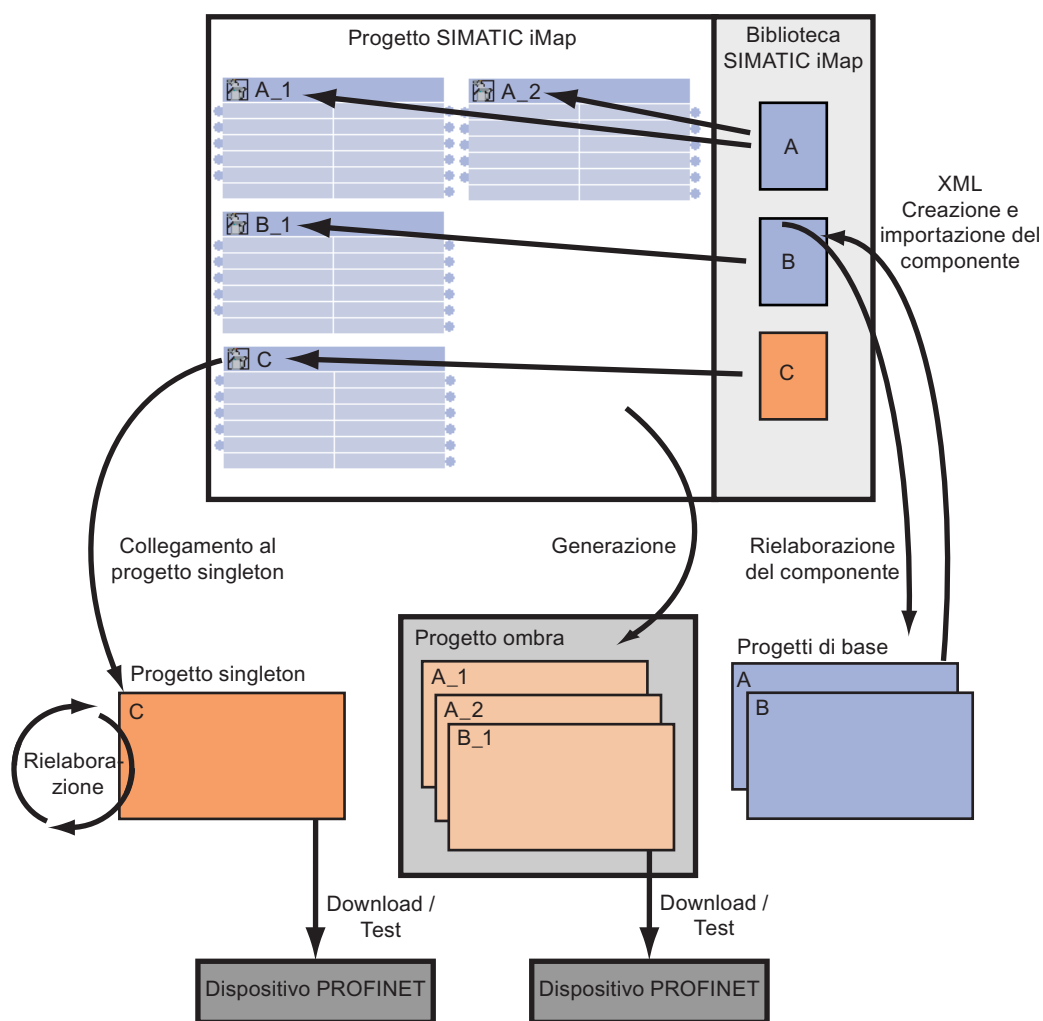 Progetto SIMATIC iMap
Biblioteca
SIMATIC iMap
A_1
A_2
A
B_1
B
C
C
XML
Creazione e
importazione del
componente
Collegamento al
progetto singleton
Generazione
Rielaborazione
del componente
Progetto singleton
C
Rielabora-
zione
Progetto ombra
A_1
A_2
B_1
Progetti di base
A
B
Download /
Test
Download /
Test
Dispositivo PROFINET
Dispositivo PROFINET